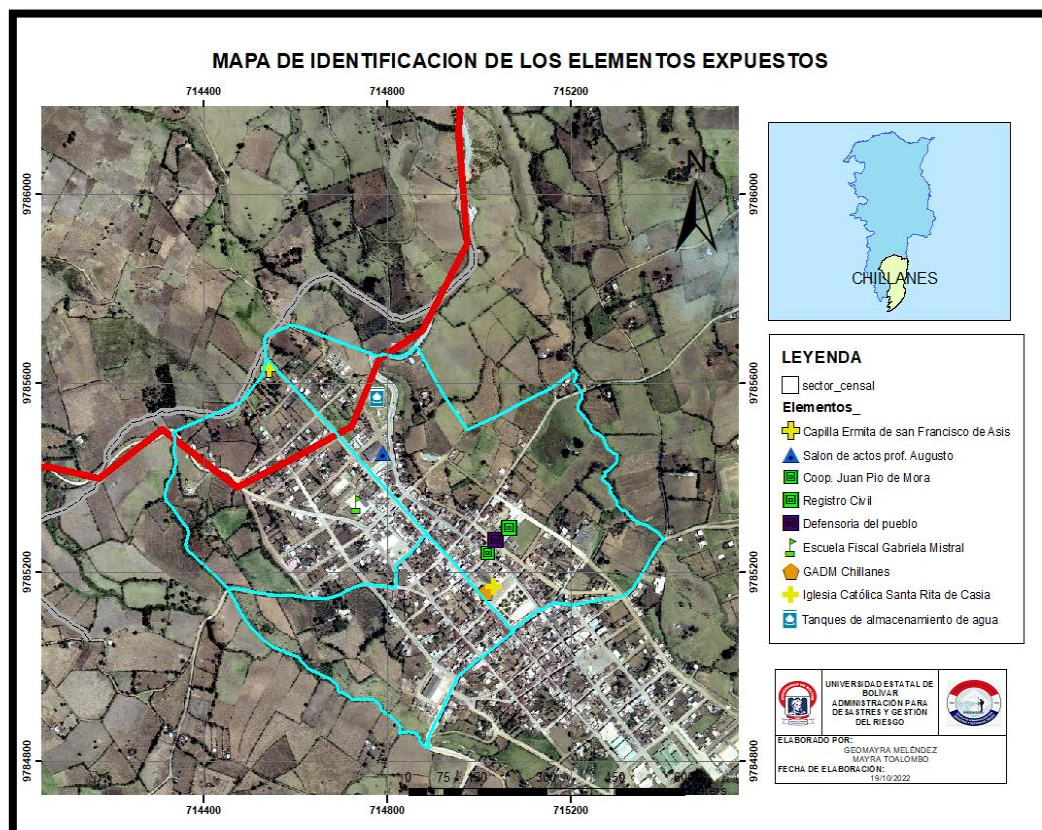 MAPA DE IDENTIFICACION DE LOS ELEMENTOS EXPUESTOS
714400 714800 715200
9786000 9786000
9785600 9785600
9785200 9785200
9784800 9784800
N
0 75 150 300 450
714400 714800 715200
CHILLANES
LEYENDA
sector_censal
Elementos_
Capilla Ermita de san Francisco de Asis
Salon de actos prof. Augusto
Coop. Juan Pio de Mora
Registro Civil
Defensoria del pueblo
Escuela Fiscal Gabriela Mistral
GADM Chillanes
Iglesia Católica Santa Rita de Casia
Tanques de almacenamiento de agua
UNIVERSIDAD ESTATAL DE
BOLÍVAR
ADMINISTRACIÓN PARA
DESASTRES Y GESTIÓN
DEL RIESGO
ELABORADO POR:
GEOMAYRA MELÉNDEZ
MAYRA TOALOMBO
FECHA DE ELABORACIÓN:
19/10/2022